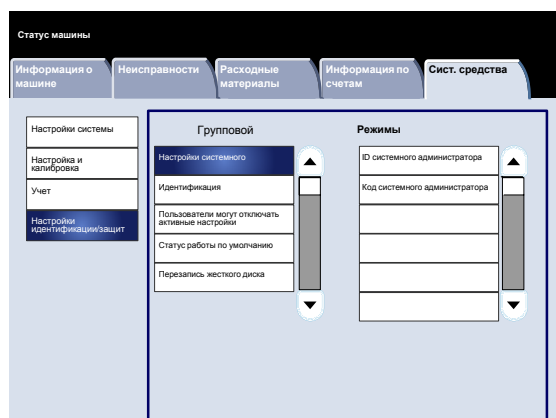 Статус машины
Информация о
машине
Неисправности
Расходные
материалы
Информация по
счетам
Сист. средства
Настройки системы
Настройка и
калибровка
Учет
Настройки
идентификации/защит
Групповой
Настройки системного
Идентификация
Пользователи могут отключать
активные настройки
Статус работы по умолчанию
Перезапись жесткого диска
Режимы
ID системного администратора
Код системного администратора